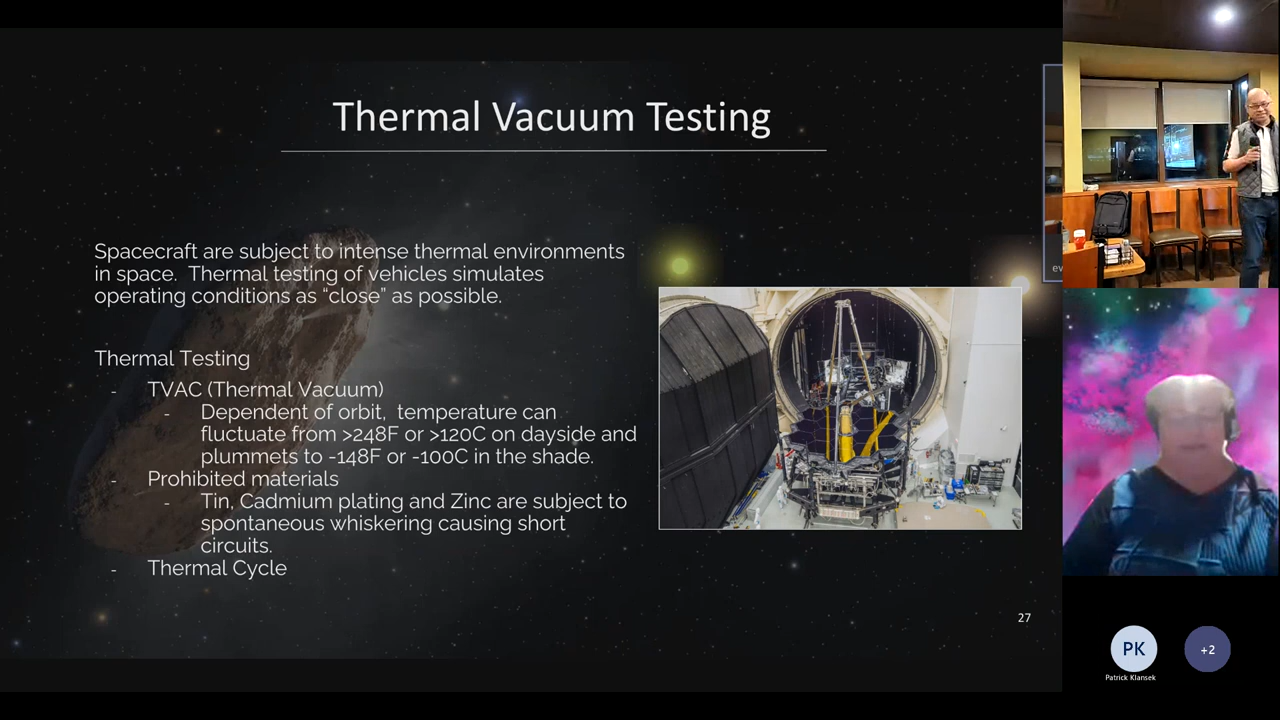 Thermal Vacuum Testing
Spacecraft are subject to intense thermal environments
in space. Thermal testing of vehicles simulates
operating conditions as “close” as possible.
Thermal Testing
- TVAC (Thermal Vacuum)
- Dependent of orbit, temperature can
fluctuate from >248F or >120C on dayside and
plummets to -148F or -100C in the shade.
- Prohibited materials
- Tin, Cadmium plating and Zinc are subject to
spontaneous whiskering causing short
circuits.
- Thermal Cycle
27
PK
+2
Patrick Klansek